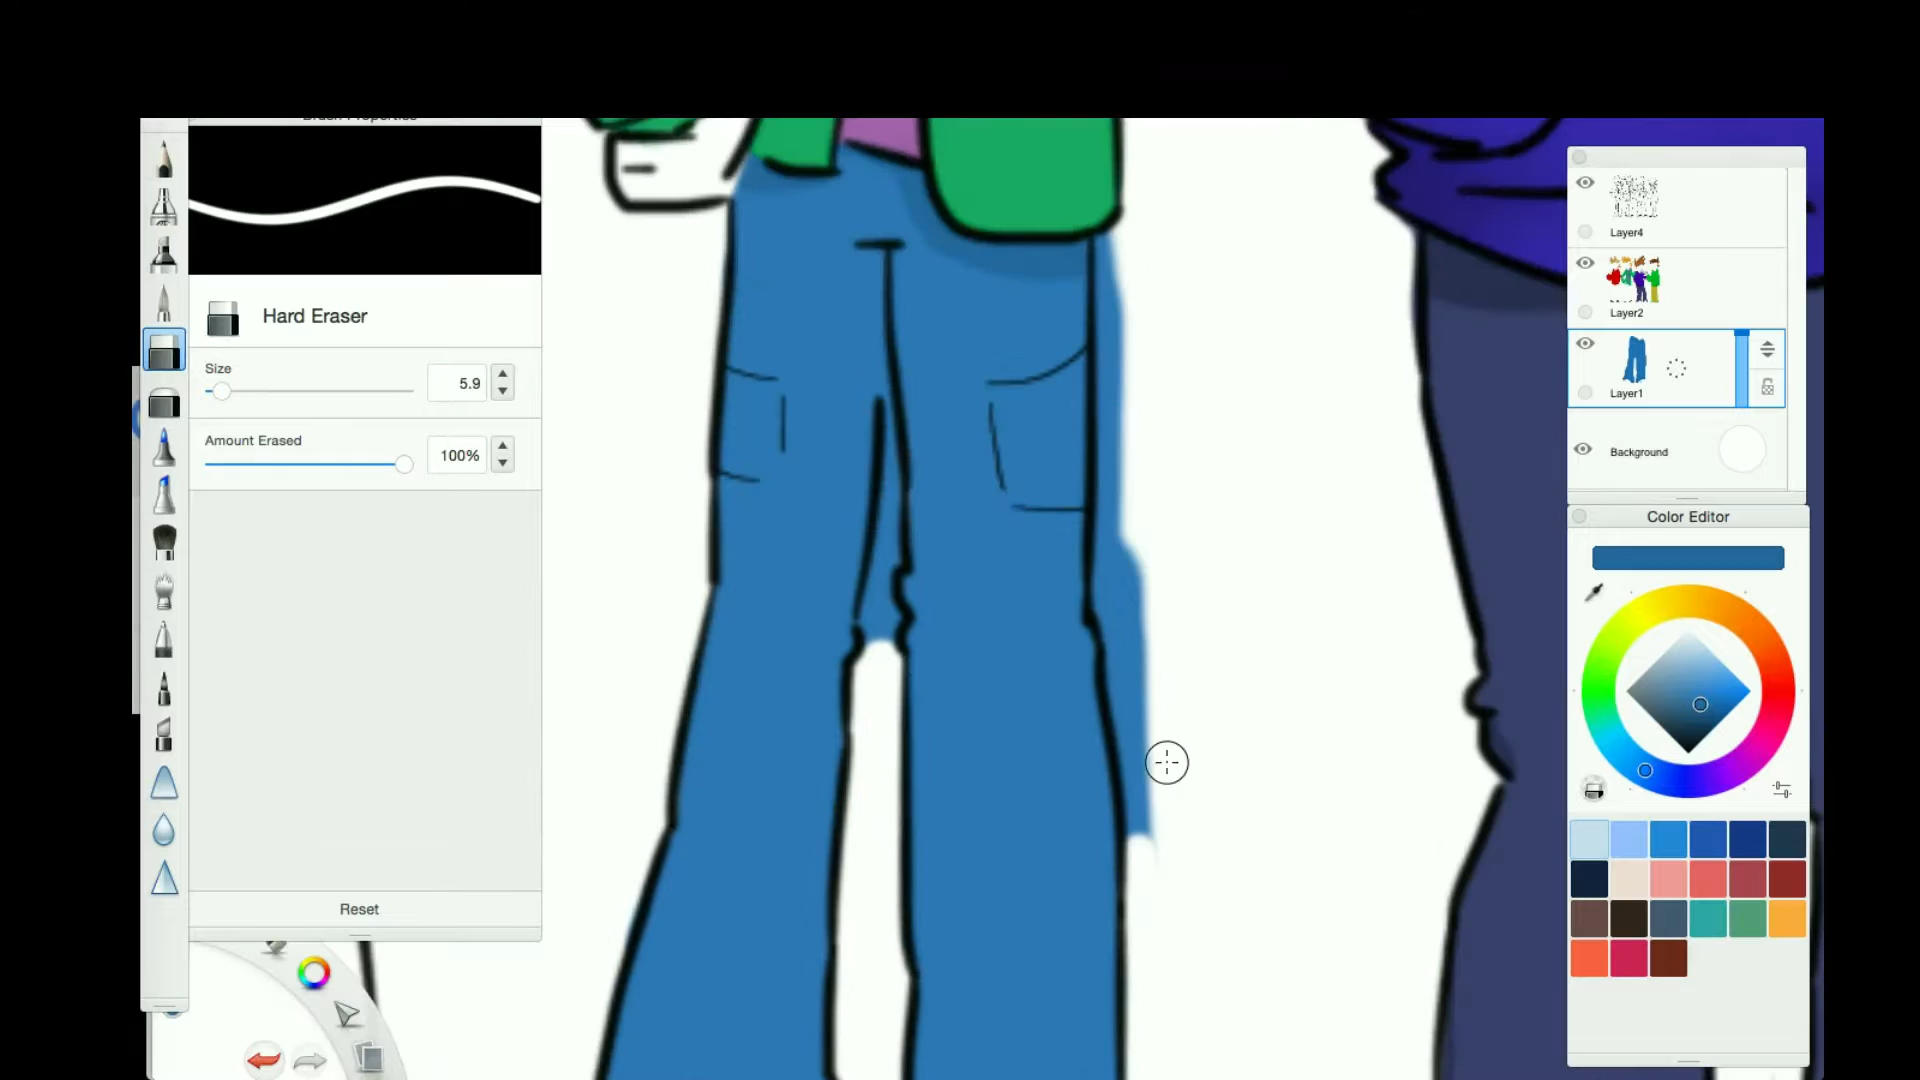 Brush Properties
Hard Eraser
Size
5.9
Amount Erased
100%
Reset
Layer4
Layer2
Layer1
Background
Color Editor